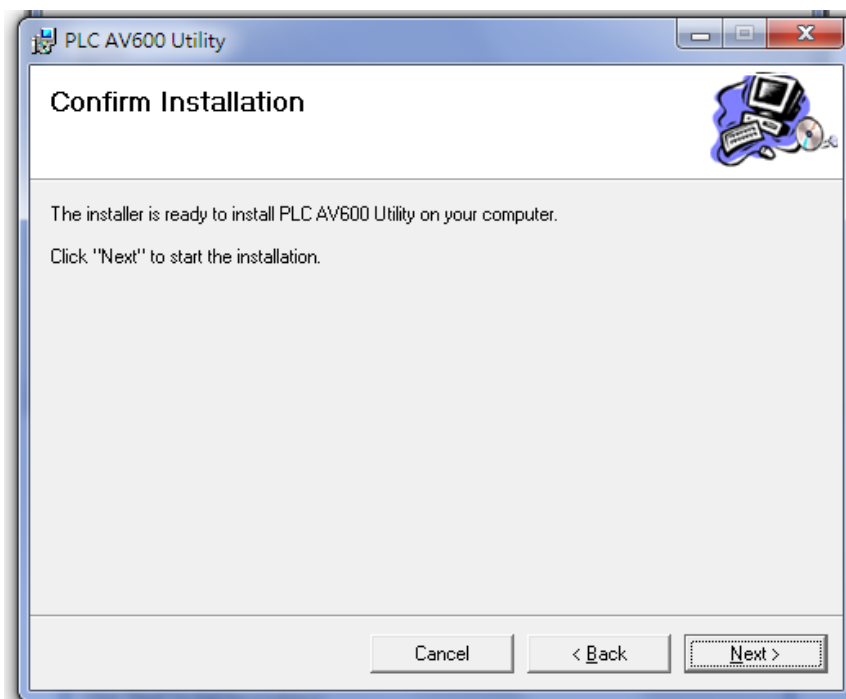 PLC AV600 Utility
Confirm Installation
The installer is ready to install PLC AV600 Utility on your computer.
Click "Next" to start the installation.
Cancel
< Back
Next >